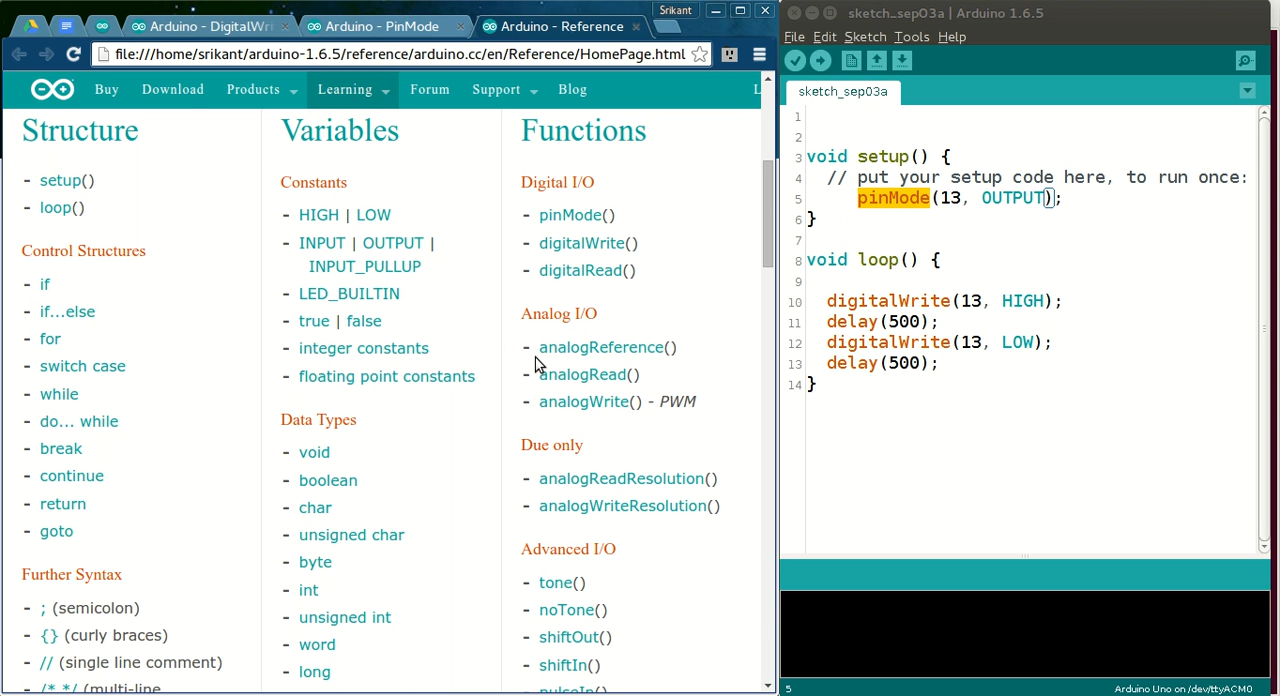 Srikant
Arduino - DigitalWri
Arduino - PinMode
Arduino - Reference
file:///home/srikant/arduino-1.6.5/reference/arduino.cc/en/Reference/HomePage.html
Buy Download Products Learning Forum Support Blog L
Structure
- setup()
- loop()
Control Structures
- if
- if...else
- for
- switch case
- while
- do... while
- break
- continue
- return
- goto
Further Syntax
- ; (semicolon)
- {} (curly braces)
- // (single line comment)
- /* */ (multi-line
Variables
Constants
- HIGH | LOW
- INPUT | OUTPUT |
INPUT_PULLUP
- LED_BUILTIN
- true | false
- integer constants
- floating point constants
Data Types
- void
- boolean
- char
- unsigned char
- byte
- int
- unsigned int
- word
- long
Functions
Digital I/O
- pinMode()
- digitalWrite()
- digitalRead()
Analog I/O
- analogReference()
- analogRead()
- analogWrite() - PWM
Due only
- analogReadResolution()
- analogWriteResolution()
Advanced I/O
- tone()
- noTone()
- shiftOut()
- shiftIn()
- pulseIn()
sketch_sep03a | Arduino 1.6.5
File Edit Sketch Tools Help
sketch_sep03a
1
2
3 void setup() {
4 // put your setup code here, to run once:
5 pinMode(13, OUTPUT);
6 }
7
8 void loop() {
9
10 digitalWrite(13, HIGH);
11 delay(500);
12 digitalWrite(13, LOW);
13 delay(500);
14 }
5 Arduino Uno on /dev/ttyACM0